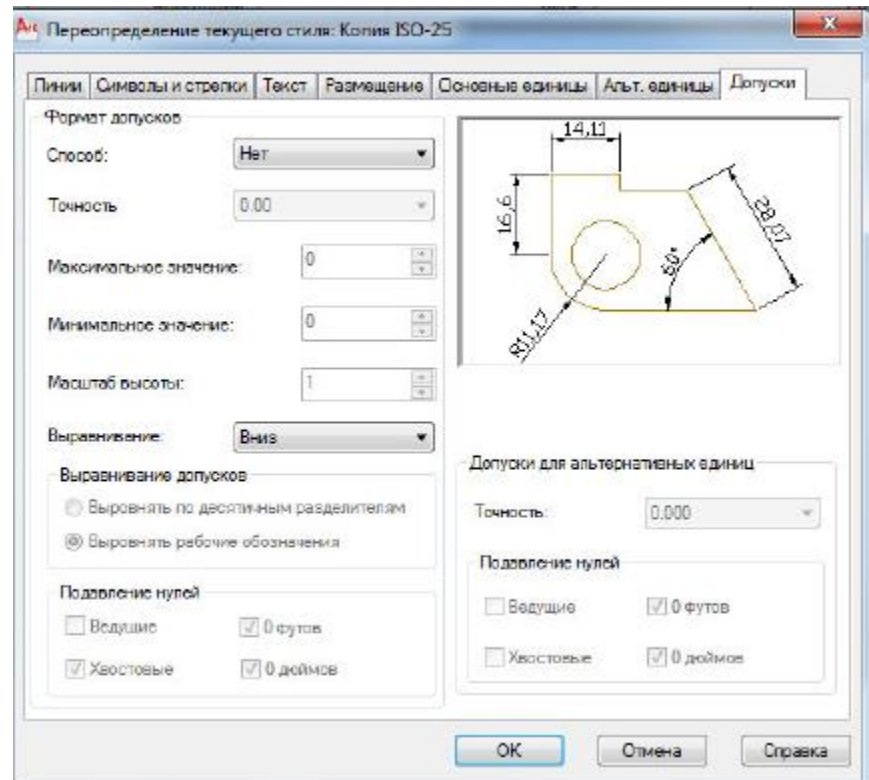 Переопределение текущего стиля: Копия ISO-25
Линии Символы и стрелки Текст Размещение Основные единицы Альт. единицы Допуски
Формат допусков
Способ: Нет
Точность 0.00
Максимальное значение: 0
Минимальное значение: 0
Масштаб высоты: 1
Выравнивание: Вниз
Выравнивание допусков
Выровнять по десятичным разделителям
Выровнять рабочие обозначения
Подавление нулей
Ведущие 0 футов
Хвостовые 0 дюймов
14,11
16,6
28,07
60°
R11,17
Допуски для альтернативных единиц
Точность: 0.000
Подавление нулей
Ведущие 0 футов
Хвостовые 0 дюймов
OK Отмена Справка